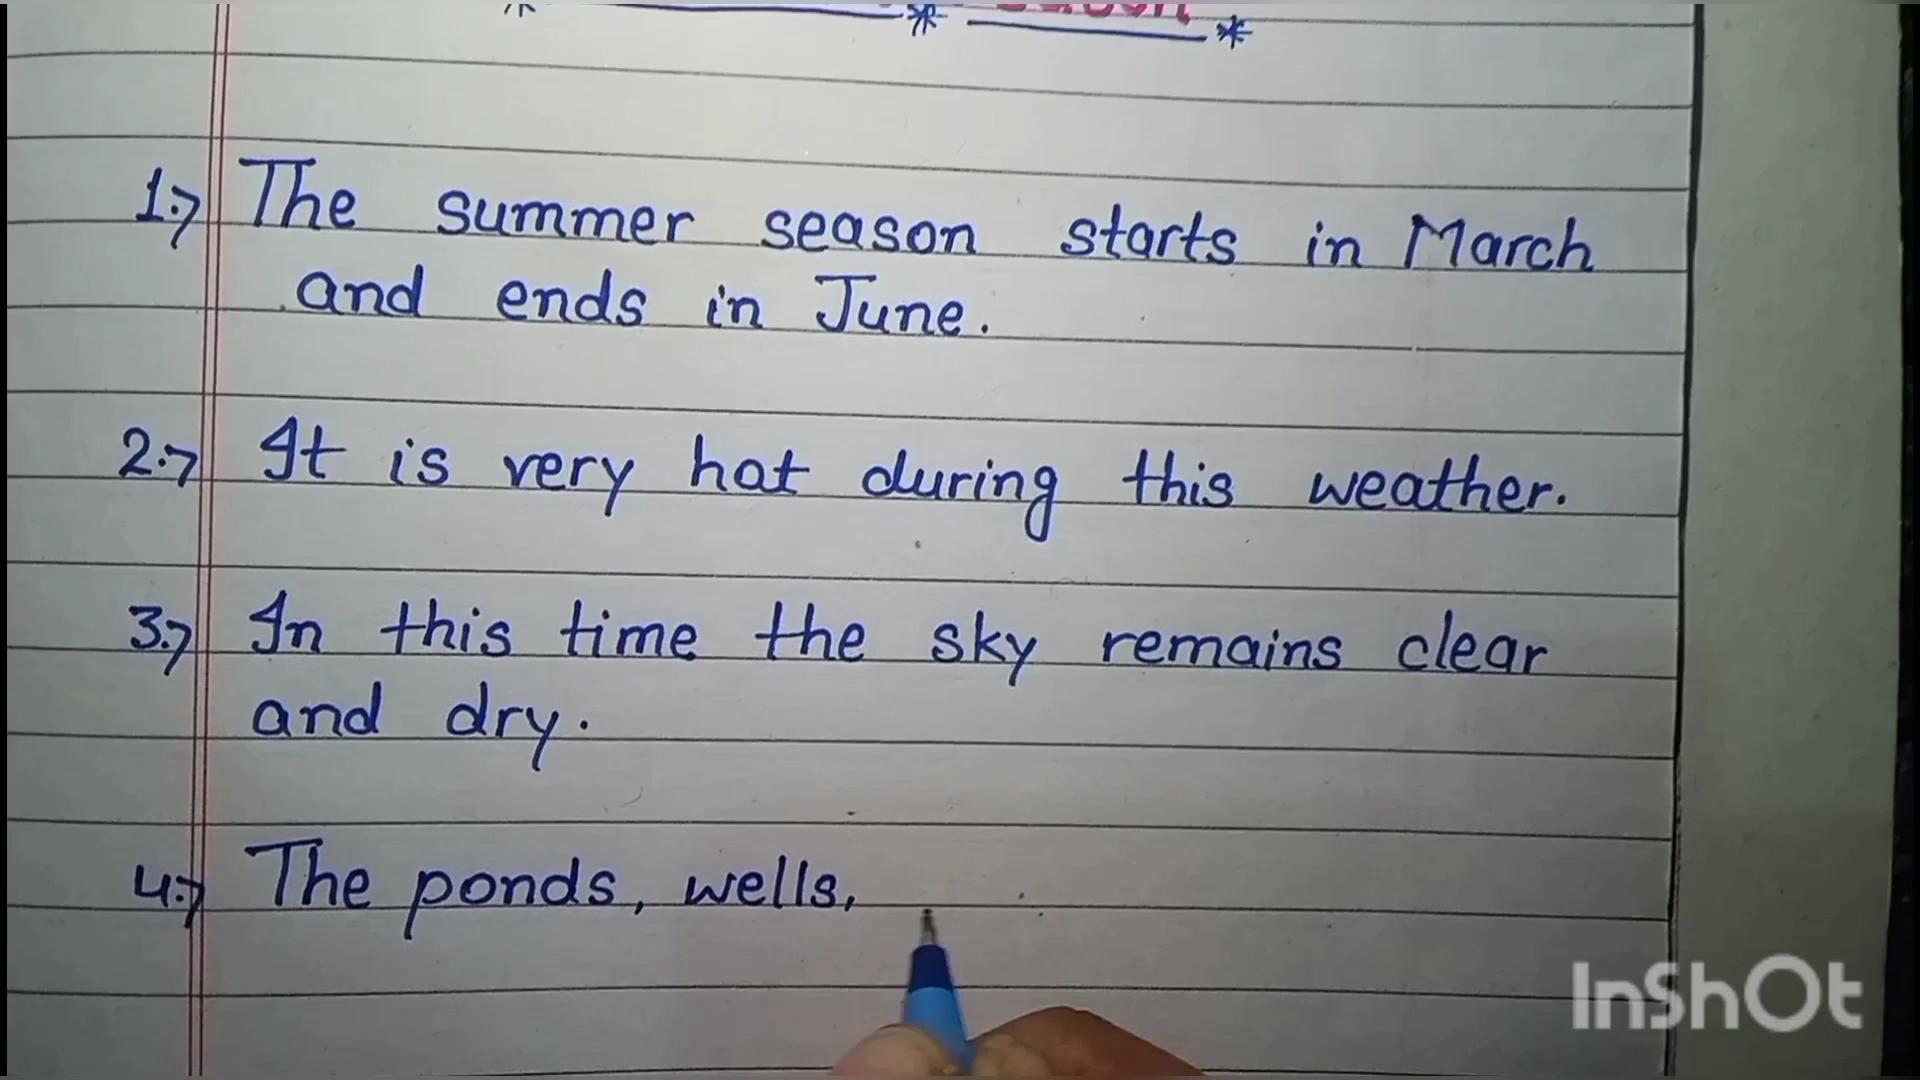 1.> The summer season starts in March
and ends in June.
2.> It is very hot during this weather.
3.> In this time the sky remains clear
and dry.
4.> The ponds, wells,
InShOt